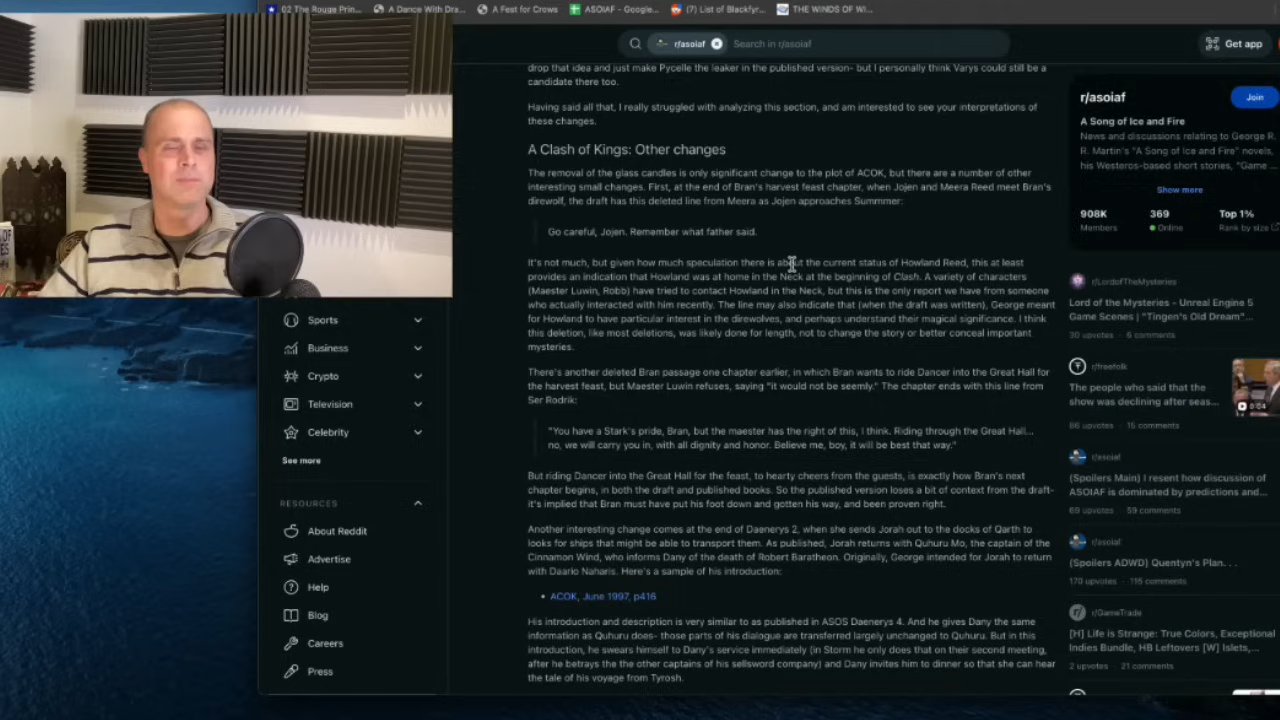 02 The Rouge Prin...
A Dance With Dra...
A Fest for Crows
ASOIAF - Google...
(7) List of Blackfyr...
THE WINDS OF WI...
r/asoiaf
Search in r/asoiaf
Get app
drop that idea and just make Pycelle the leaker in the published version- but I personally think Varys could still be a
candidate there too.
Having said all that, I really struggled with analyzing this section, and am interested to see your interpretations of
these changes.
A Clash of Kings: Other changes
The removal of the glass candles is only significant change to the plot of ACOK, but there are a number of other
interesting small changes. First, at the end of Bran's harvest feast chapter, when Jojen and Meera Reed meet Bran's
direwolf, the draft has this deleted line from Meera as Jojen approaches Summmer:
Go careful, Jojen. Remember what father said.
It's not much, but given how much speculation there is about the current status of Howland Reed, this at least
provides an indication that Howland was at home in the Neck at the beginning of Clash. A variety of characters
(Maester Luwin, Robb) have tried to contact Howland in the Neck, but this is the only report we have from someone
who actually interacted with him recently. The line may also indicate that (when the draft was written), George meant
for Howland to have particular interest in the direwolves, and perhaps understand their magical significance. I think
this deletion, like most deletions, was likely done for length, not to change the story or better conceal important
mysteries.
There's another deleted Bran passage one chapter earlier, in which Bran wants to ride Dancer into the Great Hall for
the harvest feast, but Maester Luwin refuses, saying "it would not be seemly." The chapter ends with this line from
Ser Rodrik:
"You have a Stark's pride, Bran, but the maester has the right of this, I think. Riding through the Great Hall...
no, we will carry you in, with all dignity and honor. Believe me, boy, it will be best that way."
But riding Dancer into the Great Hall for the feast, to hearty cheers from the guests, is exactly how Bran's next
chapter begins, in both the draft and published books. So the published version loses a bit of context from the draft-
it's implied that Bran must have put his foot down and gotten his way, and been proven right.
Another interesting change comes at the end of Daenerys 2, when she sends Jorah out to the docks of Qarth to
looks for ships that might be able to transport them. As published, Jorah returns with Quhuru Mo, the captain of the
Cinnamon Wind, who informs Dany of the death of Robert Baratheon. Originally, George intended for Jorah to return
with Daario Naharis. Here's a sample of his introduction:
• ACOK, June 1997, p416
His introduction and description is very similar to as published in ASOS Daenerys 4. And he gives Dany the same
information as Quhuru does- those parts of his dialogue are transferred largely unchanged to Quhuru. But in this
introduction, he swears himself to Dany's service immediately (in Storm he only does that on their second meeting,
after he betrays the the other captains of his sellsword company) and Dany invites him to dinner so that she can hear
the tale of his voyage from Tyrosh.
Sports
Business
Crypto
Television
Celebrity
See more
RESOURCES
About Reddit
Advertise
Help
Blog
Careers
Press
r/asoiaf
Join
A Song of Ice and Fire
News and discussions relating to George R.
R. Martin's "A Song of Ice and Fire" novels,
his Westeros-based short stories, "Game
Show more
908K
369
Top 1%
Members
Online
Rank by size
r/LordofTheMysteries
Lord of the Mysteries - Unreal Engine 5
Game Scenes | "Tingen's Old Dream"...
30 upvotes · 6 comments
r/freefolk
The people who said that the
show was declining after seas...
0:04
86 upvotes · 15 comments
r/asoiaf
(Spoilers Main) I resent how discussion of
ASOIAF is dominated by predictions and...
69 upvotes · 59 comments
r/asoiaf
(Spoilers ADWD) Quentyn's Plan. . .
170 upvotes · 115 comments
r/GameTrade
[H] Life is Strange: True Colors, Exceptional
Indies Bundle, HB Leftovers [W] Islets,...
2 upvotes · 21 comments